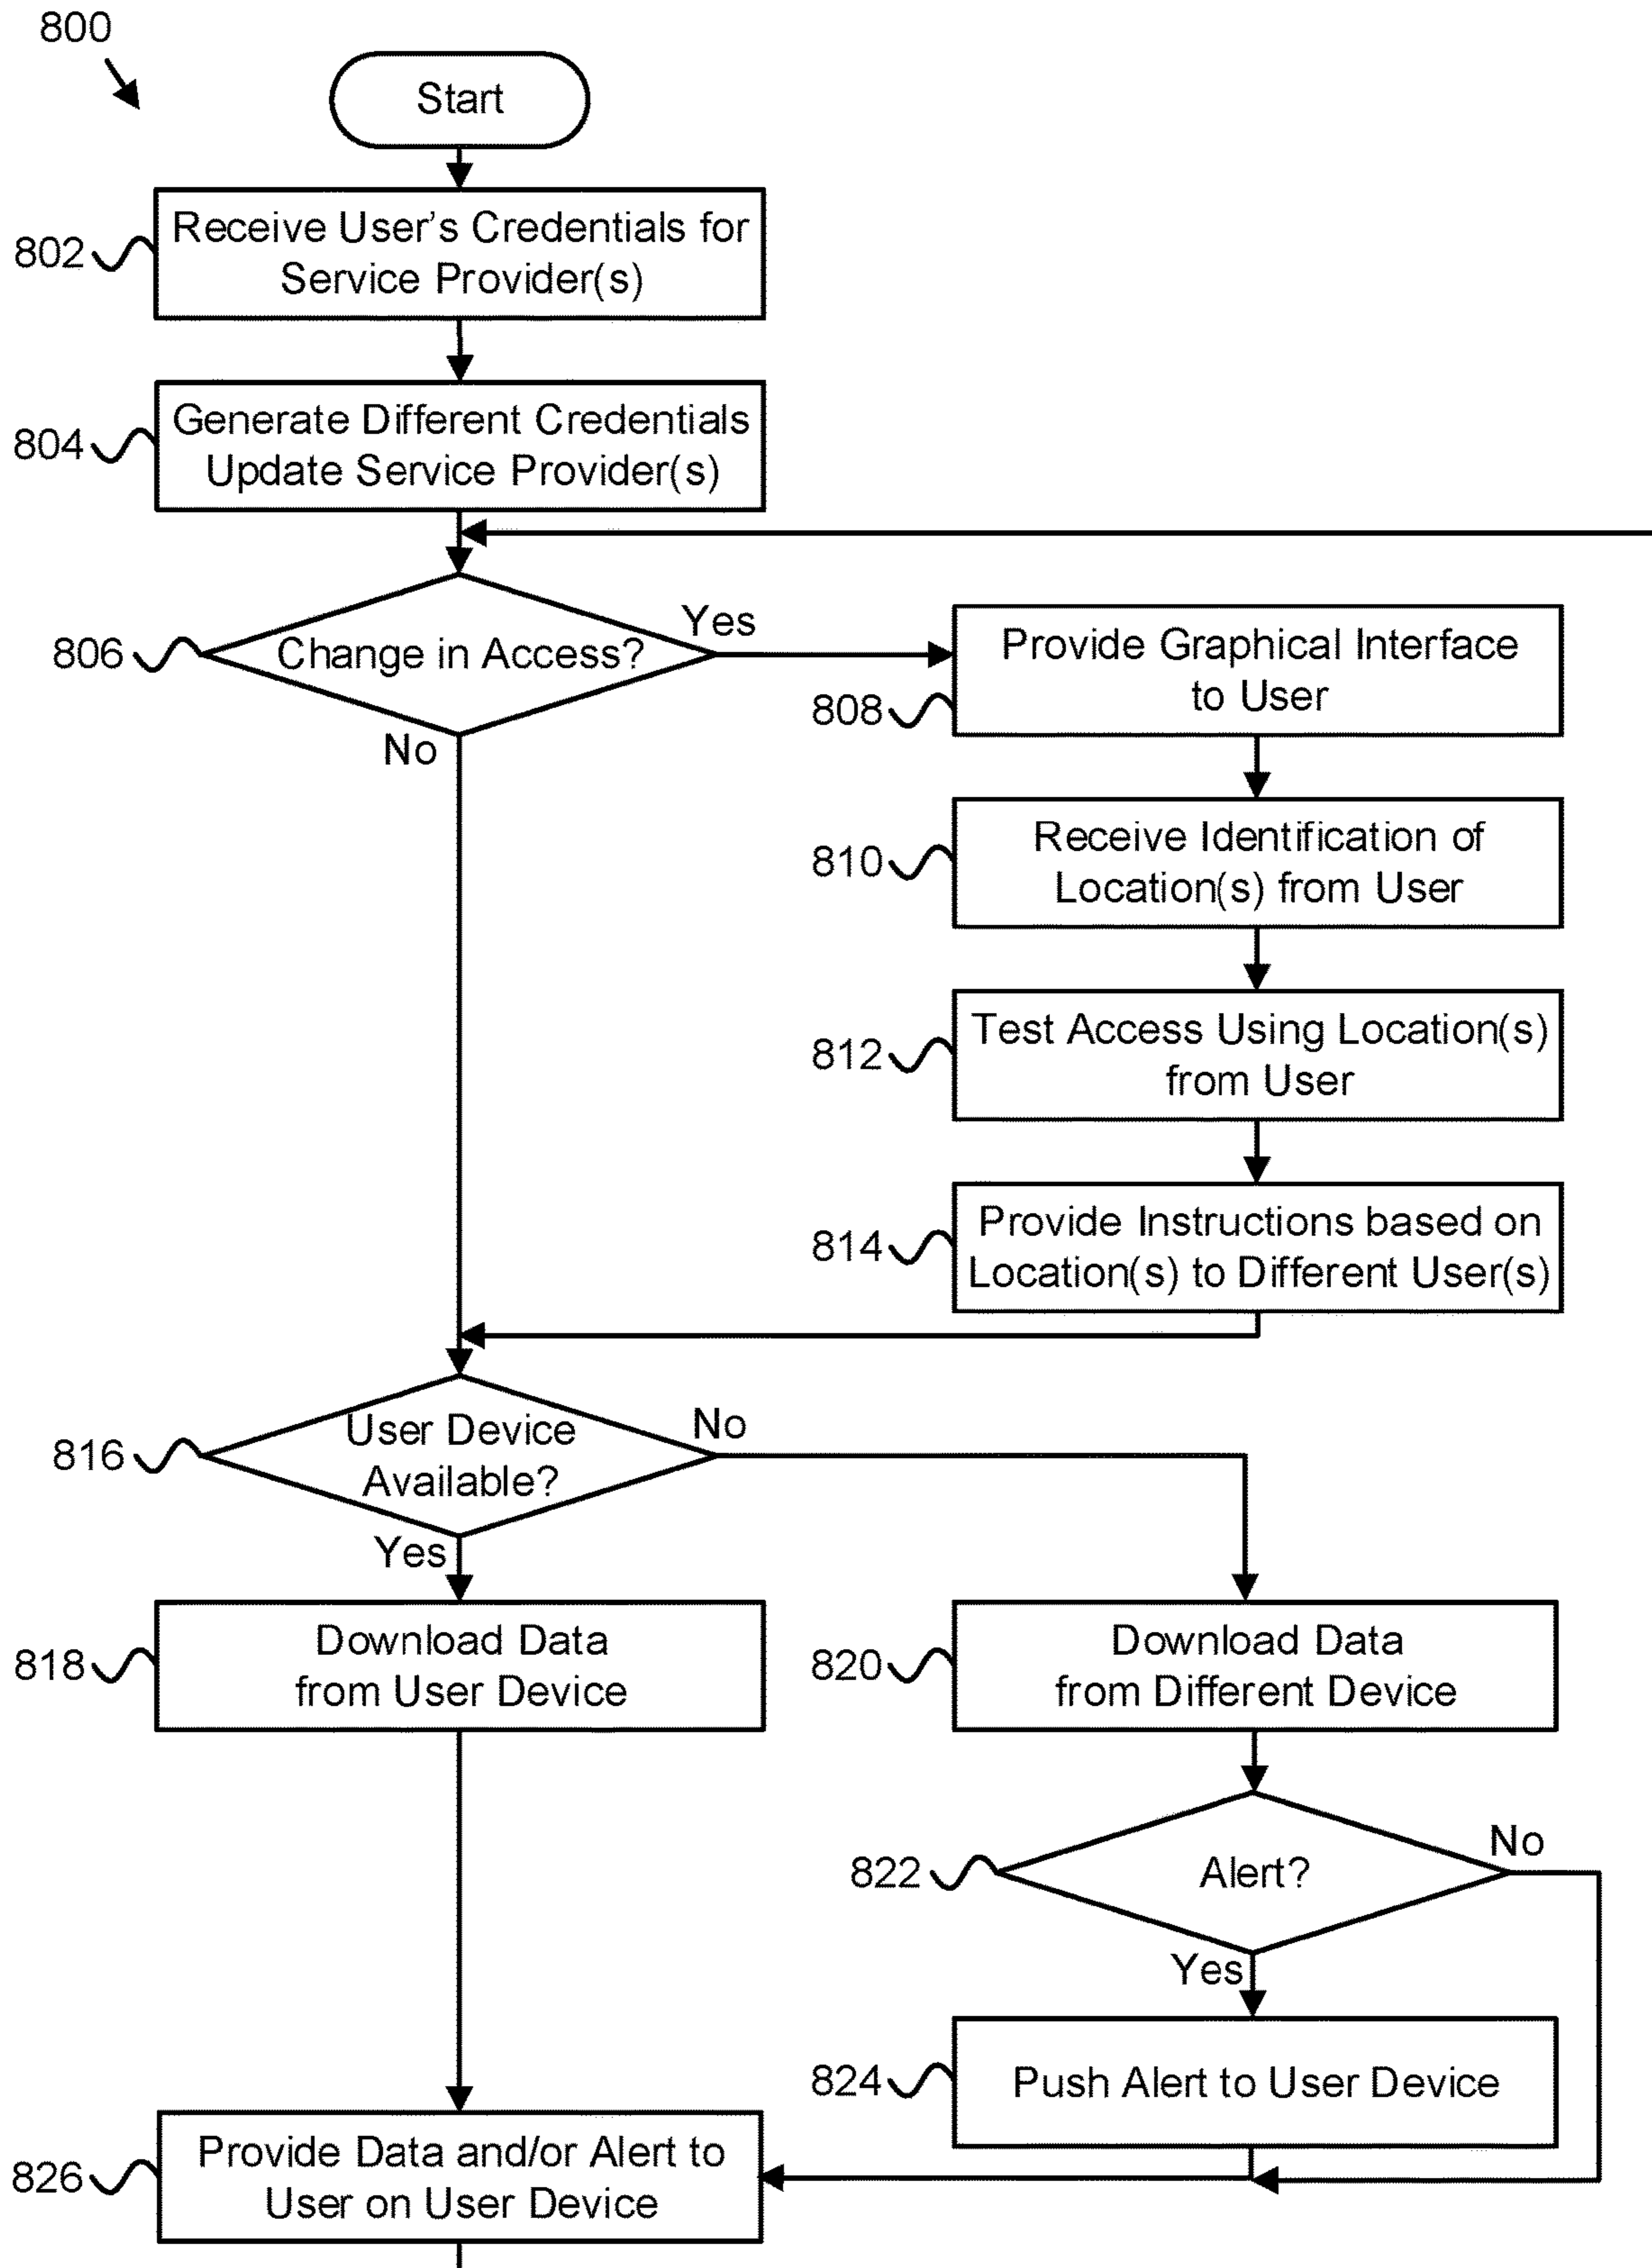 800
Start
802
Receive User's Credentials for
Service Provider(s)
804
Generate Different Credentials
Update Service Provider(s)
806
Change in Access?
Yes
No
808
Provide Graphical Interface
to User
810
Receive Identification of
Location(s) from User
812
Test Access Using Location(s)
from User
814
Provide Instructions based on
Location(s) to Different User(s)
816
User Device
Available?
No
Yes
818
Download Data
from User Device
820
Download Data
from Different Device
822
Alert?
No
Yes
824
Push Alert to User Device
826
Provide Data and/or Alert to
User on User Device